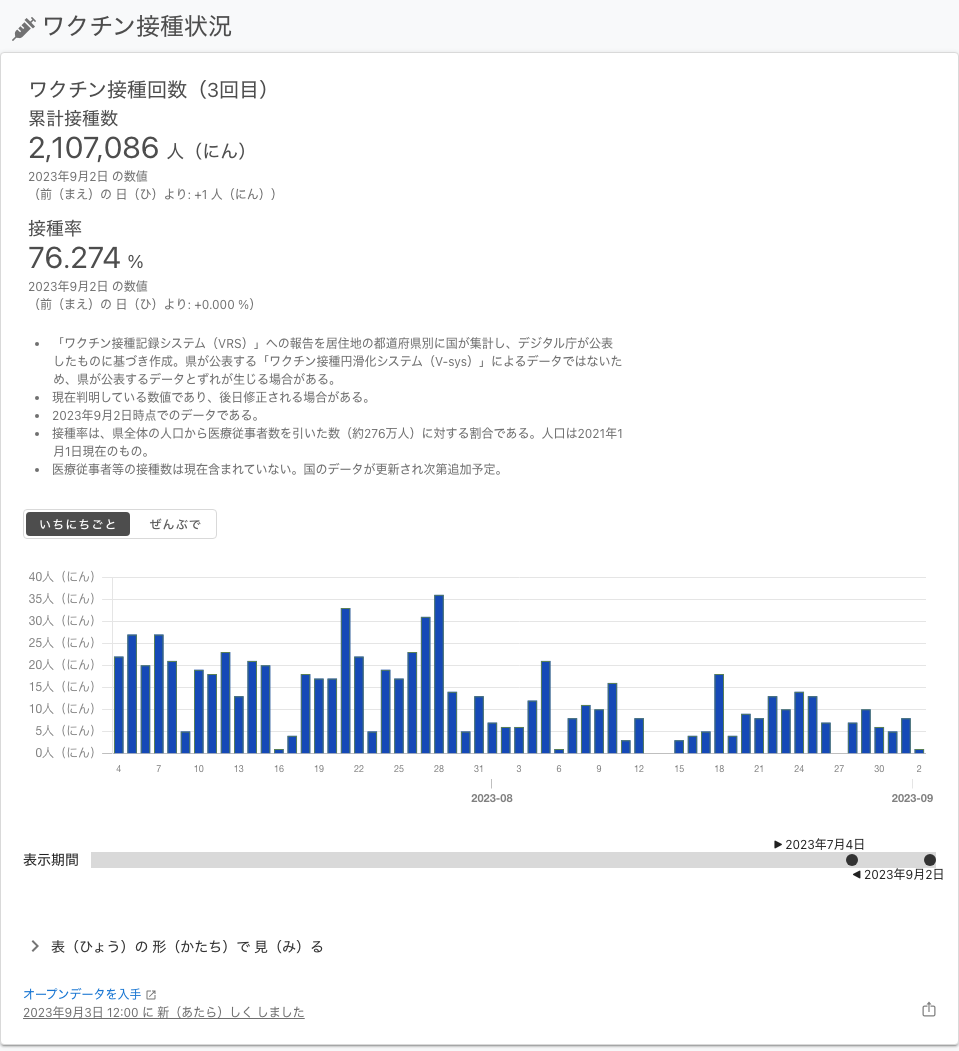 ワクチン接種状況
ワクチン接種回数（3回目）
累計接種数
2,107,086 人（にん）
2023年9月2日 の数値
（前（まえ）の 日（ひ）より: +1 人（にん））
接種率
76.274 %
2023年9月2日 の数値
（前（まえ）の 日（ひ）より: +0.000 %）
• 「ワクチン接種記録システム（VRS）」への報告を居住地の都道府県別に国が集計し、デジタル庁が公表
したものに基づき作成。県が公表する「ワクチン接種円滑化システム（V-sys）」によるデータではないた
め、県が公表するデータとずれが生じる場合がある。
• 現在判明している数値であり、後日修正される場合がある。
• 2023年9月2日時点でのデータである。
• 接種率は、県全体の人口から医療従事者数を引いた数（約276万人）に対する割合である。人口は2021年1
月1日現在のもの。
• 医療従事者等の接種数は現在含まれていない。国のデータが更新され次第追加予定。
いちにちごと ぜんぶで
40人（にん）
35人（にん）
30人（にん）
25人（にん）
20人（にん）
15人（にん）
10人（にん）
5人（にん）
0人（にん）
4 7 10 13 16 19 22 25 28 31 3 6 9 12 15 18 21 24 27 30 2
2023-08 2023-09
▶ 2023年7月4日
表示期間
◀ 2023年9月2日
表（ひょう）の 形（かたち）で 見（み）る
オープンデータを入手
2023年9月3日 12:00 に 新（あたら）しく しました